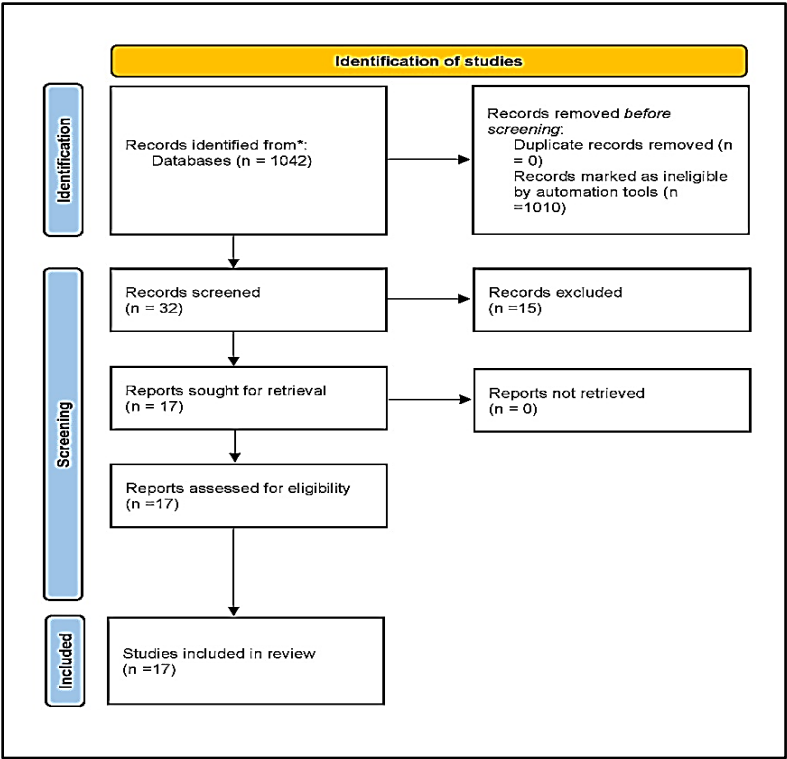 Identification of studies
Identification
Records identified from*:
Databases (n = 1042)
Records removed before
screening:
Duplicate records removed (n
= 0)
Records marked as ineligible
by automation tools (n
=1010)
Screening
Records screened
(n = 32)
Records excluded
(n =15)
Reports sought for retrieval
(n = 17)
Reports not retrieved
(n = 0)
Reports assessed for eligibility
(n =17)
Included
Studies included in review
(n =17)